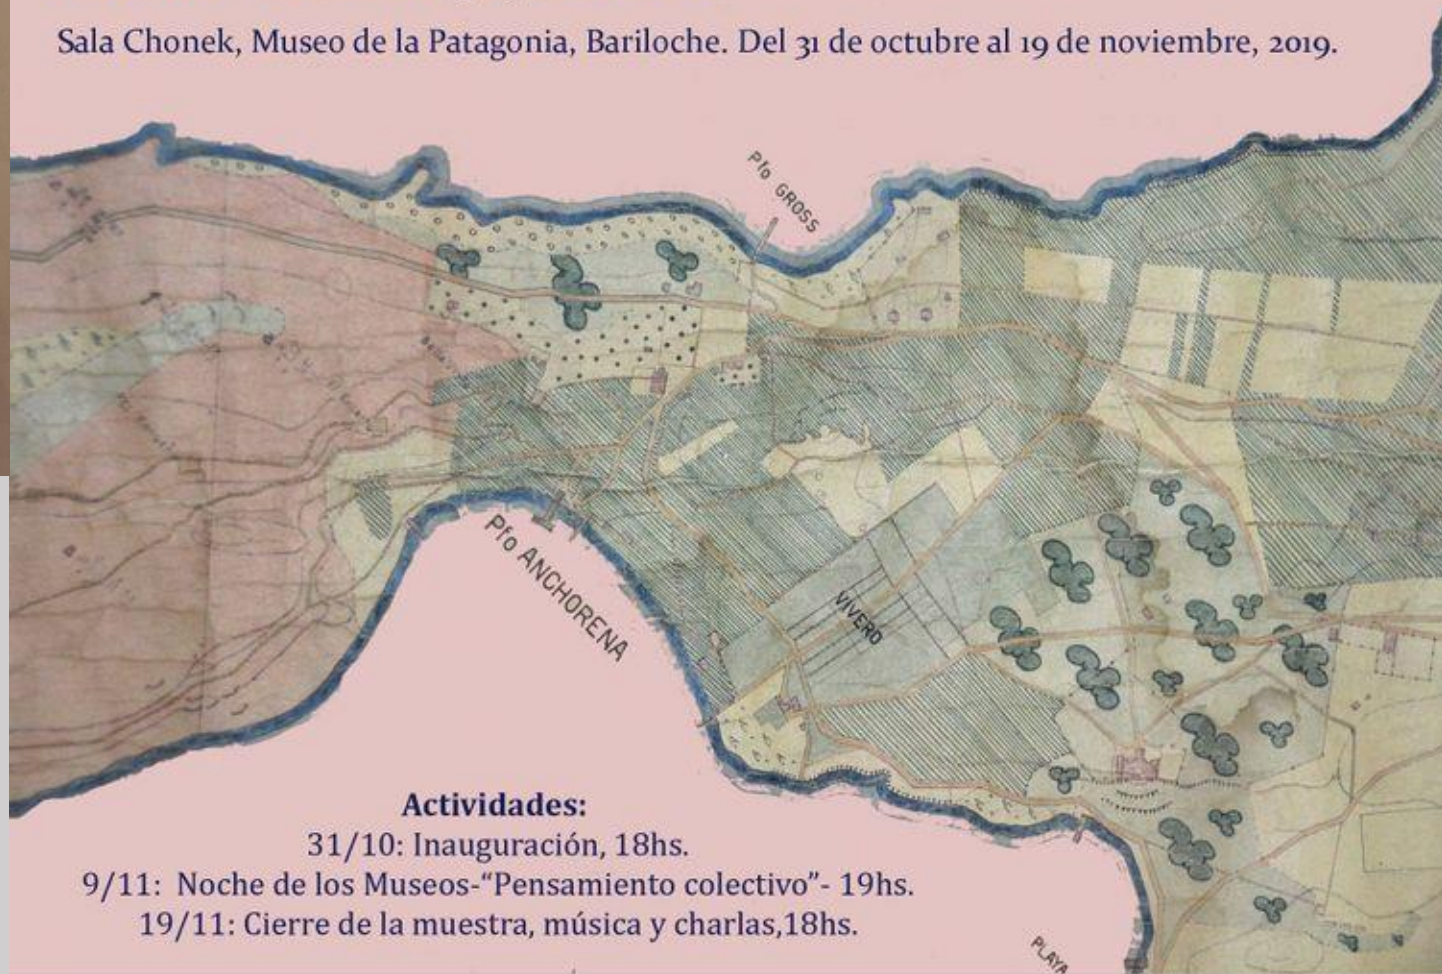 Sala Chonek, Museo de la Patagonia, Bariloche. Del 31 de octubre al 19 de noviembre, 2019.
Pto GROSS
Pto ANCHORENA
VIVERO
Actividades:
31/10: Inauguración, 18hs.
9/11: Noche de los Museos-“Pensamiento colectivo”- 19hs.
19/11: Cierre de la muestra, música y charlas,18hs.
PLAYA